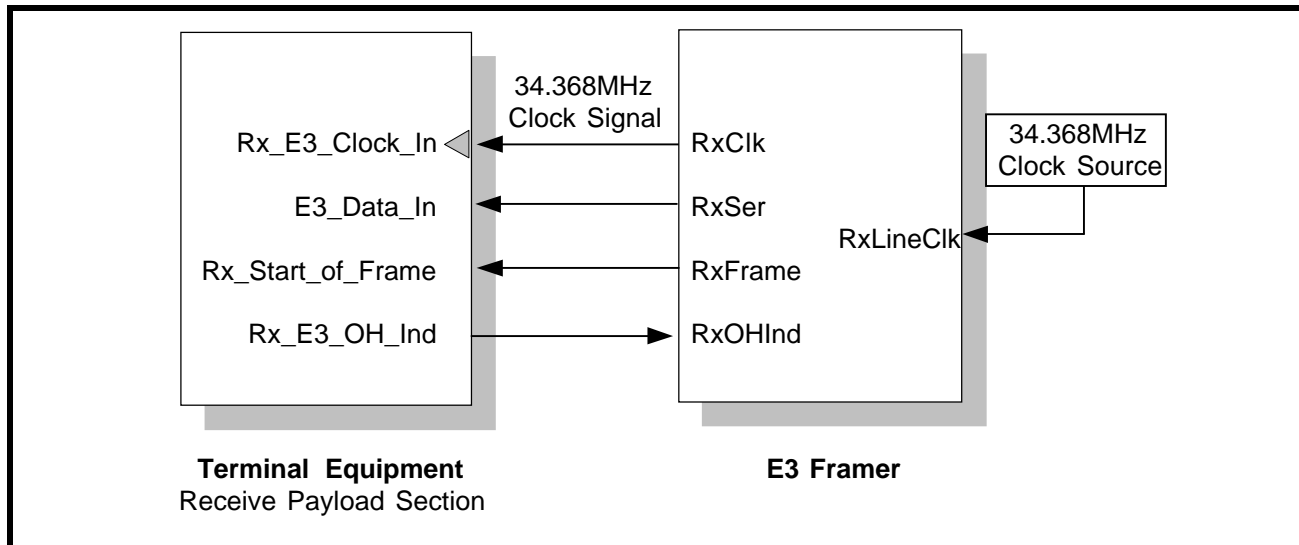 34.368MHz
Clock Signal
Rx_E3_Clock_In
RxClk
34.368MHz
Clock Source
E3_Data_In
RxSer
RxLineClk
Rx_Start_of_Frame
RxFrame
Rx_E3_OH_Ind
RxOHInd
Terminal Equipment
Receive Payload Section
E3 Framer